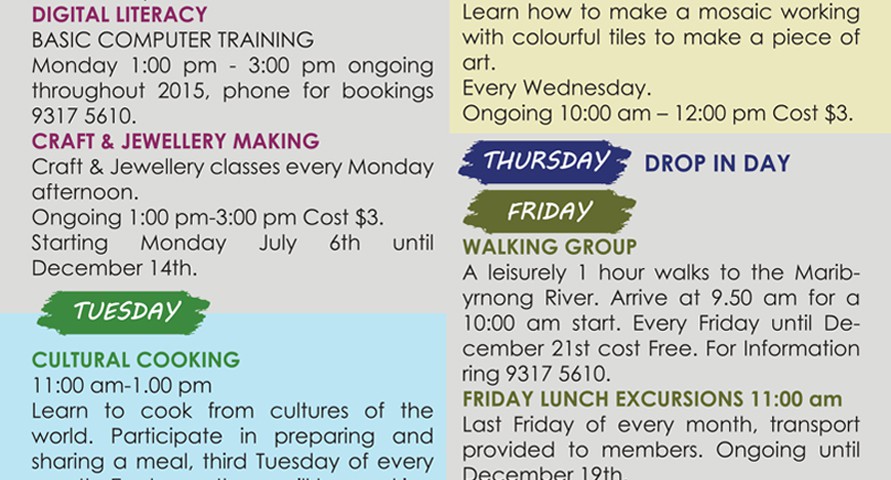 DIGITAL LITERACY
BASIC COMPUTER TRAINING
Monday 1:00 pm - 3:00 pm ongoing
throughout 2015, phone for bookings
9317 5610.
CRAFT & JEWELLERY MAKING
Craft & Jewellery classes every Monday
afternoon.
Ongoing 1:00 pm-3:00 pm Cost $3.
Starting Monday July 6th until
December 14th.
TUESDAY
CULTURAL COOKING
11:00 am-1.00 pm
Learn to cook from cultures of the
world. Participate in preparing and
sharing a meal, third Tuesday of every
Learn how to make a mosaic working
with colourful tiles to make a piece of
art.
Every Wednesday.
Ongoing 10:00 am – 12:00 pm Cost $3.
THURSDAY DROP IN DAY
FRIDAY
WALKING GROUP
A leisurely 1 hour walks to the Marib-
yrnong River. Arrive at 9.50 am for a
10:00 am start. Every Friday until De-
cember 21st cost Free. For Information
ring 9317 5610.
FRIDAY LUNCH EXCURSIONS 11:00 am
Last Friday of every month, transport
provided to members. Ongoing until
December 19th.